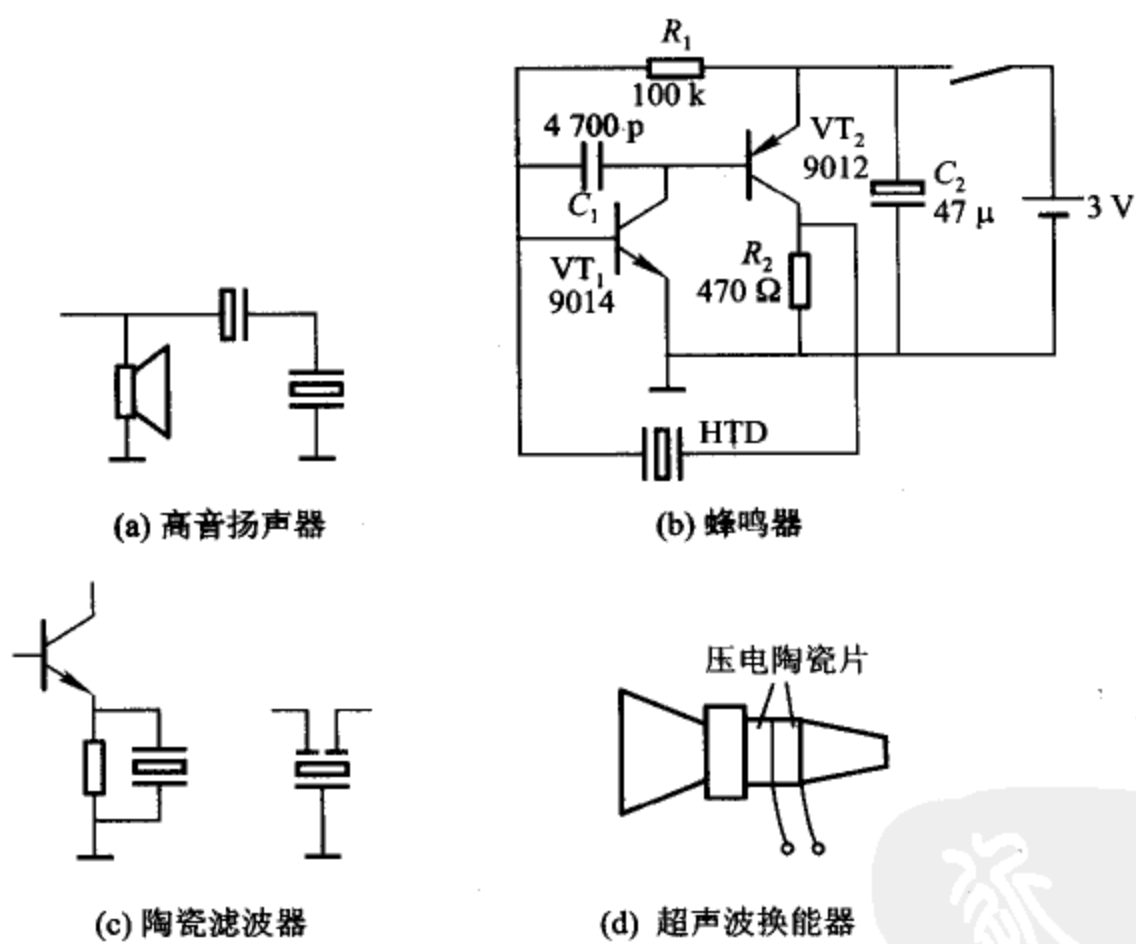 R₁
100 k
4 700 p
C₁
VT₁
9014
VT₂
9012
R₂
470 Ω
C₂
47 μ
3 V
HTD
(a) 高音扬声器
(b) 蜂鸣器
压电陶瓷片
(c) 陶瓷滤波器
(d) 超声波换能器